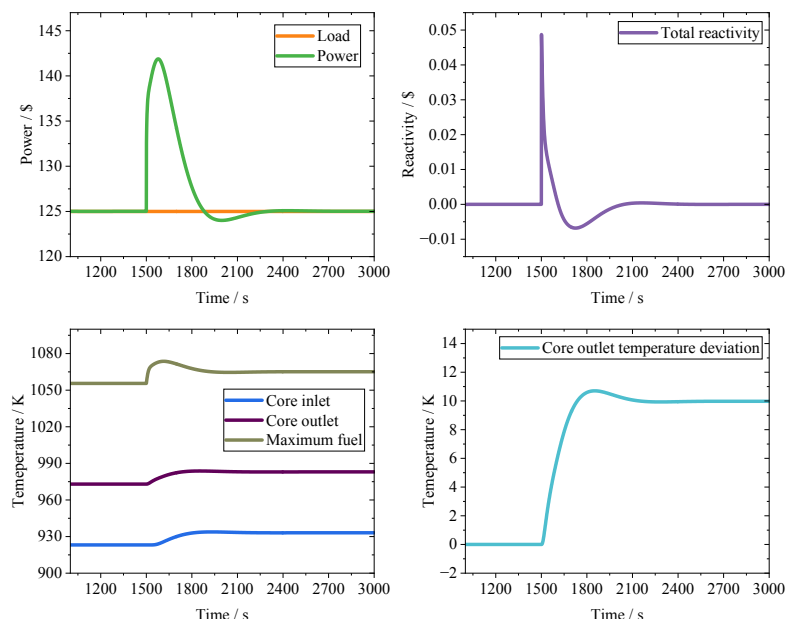 145
140
135
130
125
120
Power / $
Load
Power
1200 1500 1800 2100 2400 2700 3000
Time / s
0.05
0.04
0.03
0.02
0.01
0.00
−0.01
Reactivity / $
Total reactivity
1200 1500 1800 2100 2400 2700 3000
Time / s
1080
1050
1020
990
960
930
900
Temeperature / K
Core inlet
Core outlet
Maximum fuel
1200 1500 1800 2100 2400 2700 3000
Time / s
14
12
10
8
6
4
2
0
−2
Temeperature / K
Core outlet temperature deviation
1200 1500 1800 2100 2400 2700 3000
Time / s